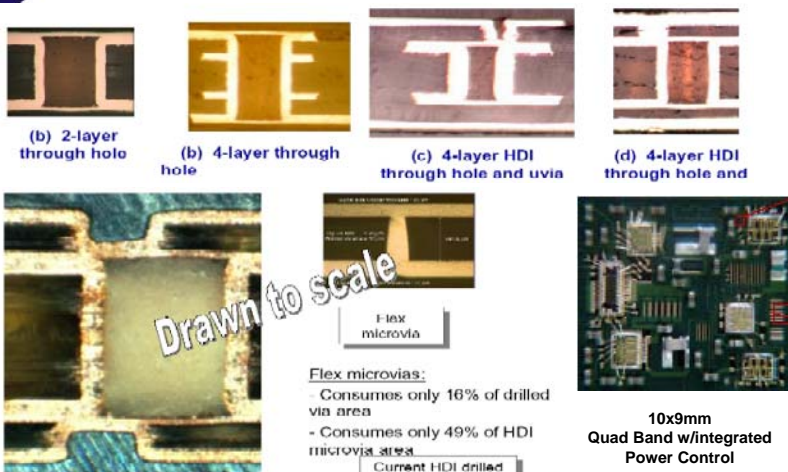 (b) 2-layer
through hole
(b) 4-layer through
hole
(c) 4-layer HDI
through hole and uvia
(d) 4-layer HDI
through hole and
Drawn to scale
Flex
microvia
Flex microvias:
- Consumes only 16% of drilled
via area
- Consumes only 49% of HDI
microvia area
Current HDI drilled
10x9mm
Quad Band w/integrated
Power Control